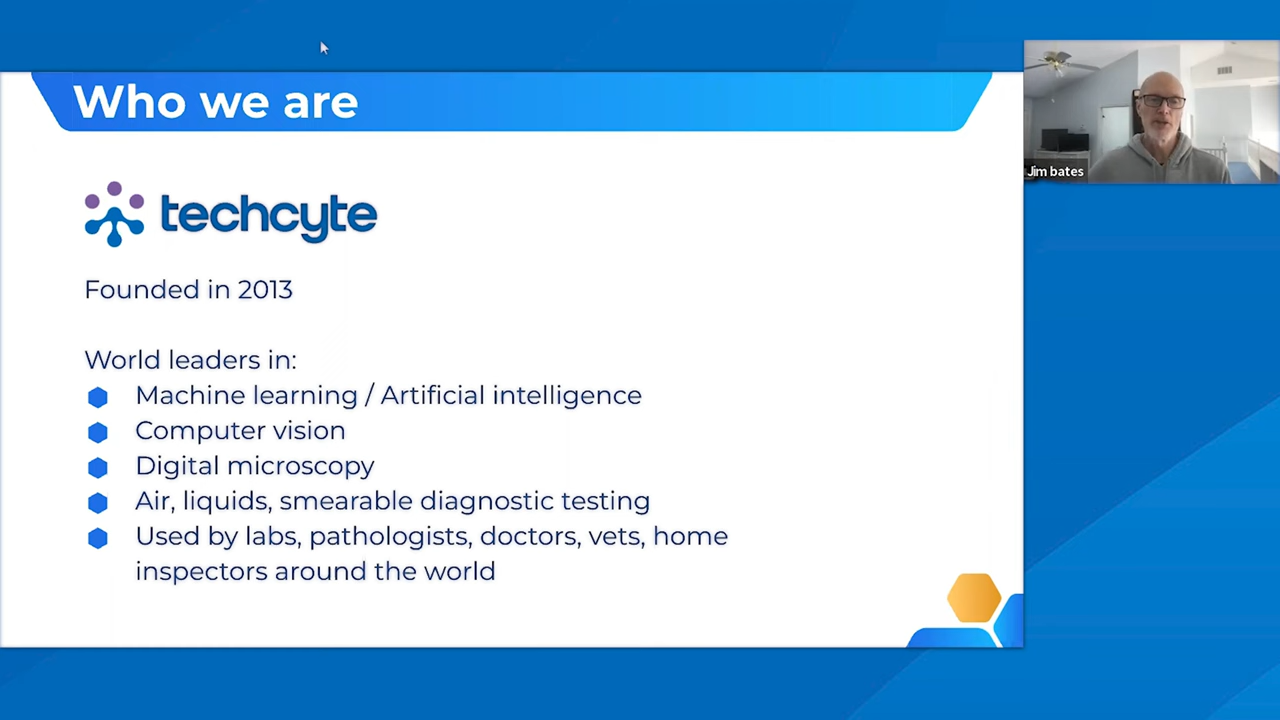 Who we are
techcyte
Founded in 2013
World leaders in:
Machine learning / Artificial intelligence
Computer vision
Digital microscopy
Air, liquids, smearable diagnostic testing
Used by labs, pathologists, doctors, vets, home
inspectors around the world
Jim bates